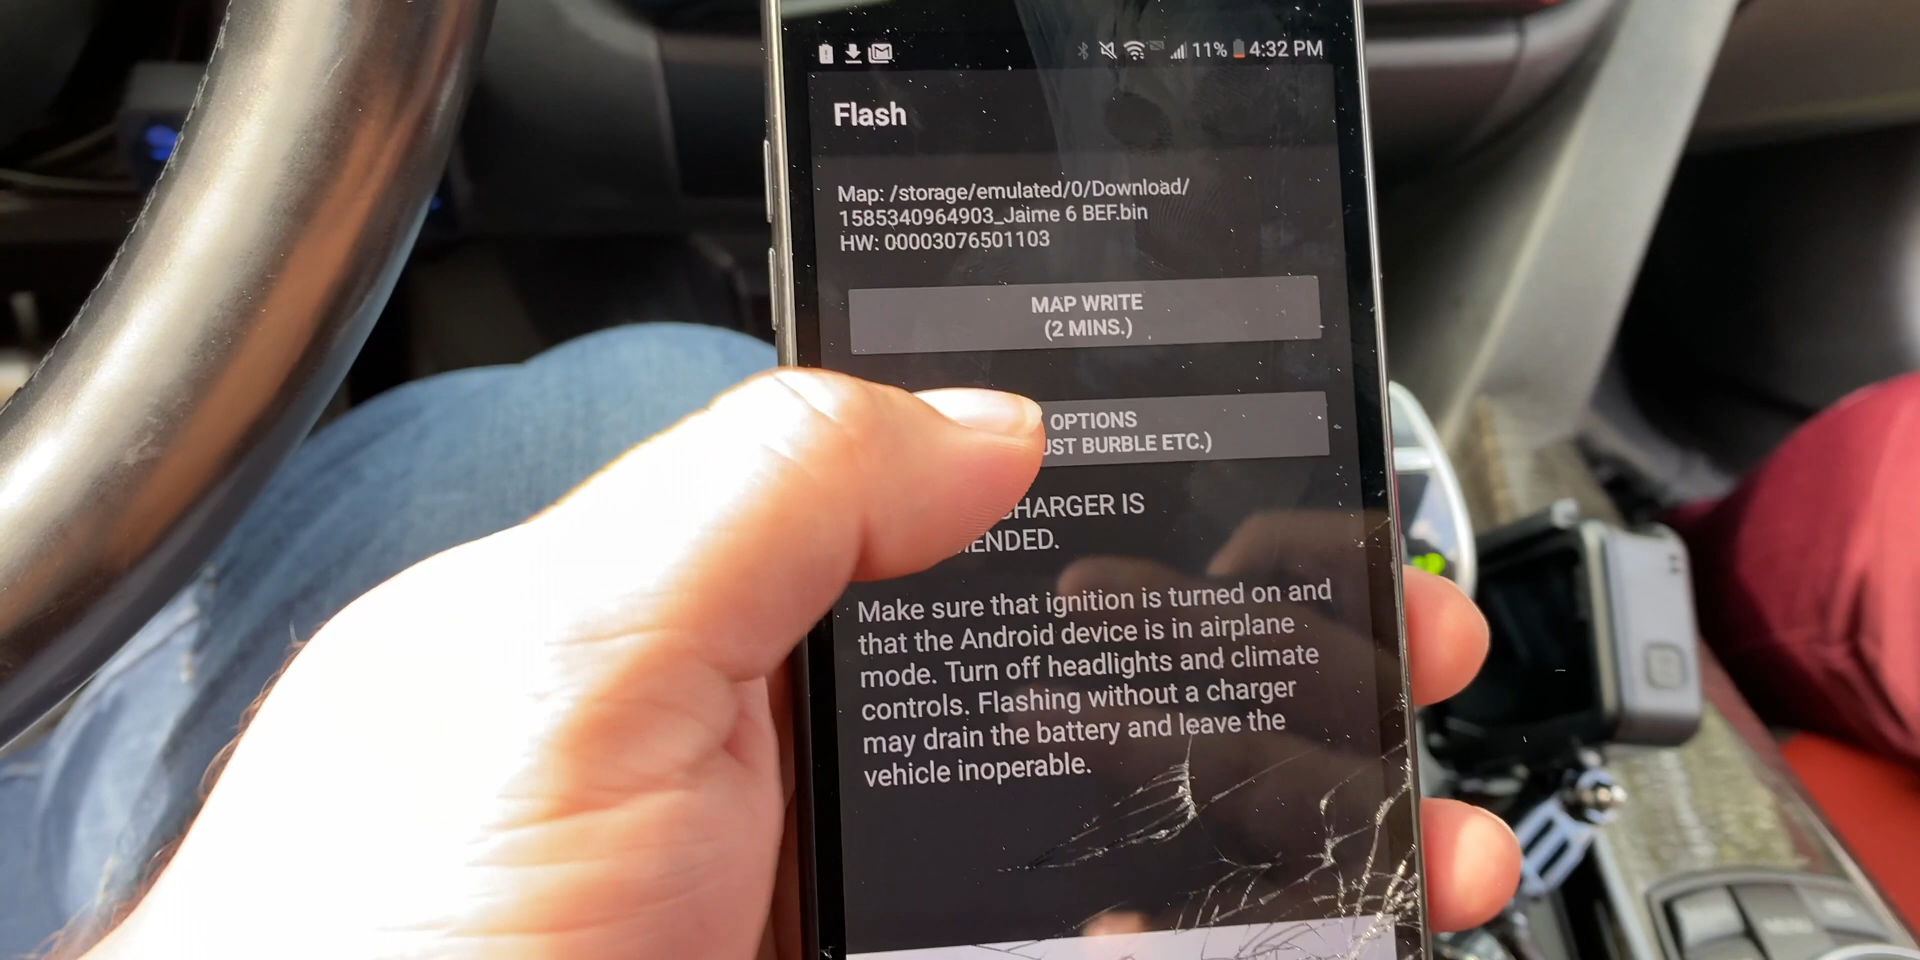 11% 4:32 PM
Flash
Map: /storage/emulated/0/Download/
1585340964903_Jaime 6 BEF.bin
HW: 00003076501103
MAP WRITE
(2 MINS.)
OPTIONS
UST BURBLE ETC.)
CHARGER IS
MENDED.
Make sure that ignition is turned on and
that the Android device is in airplane
mode. Turn off headlights and climate
controls. Flashing without a charger
may drain the battery and leave the
vehicle inoperable.